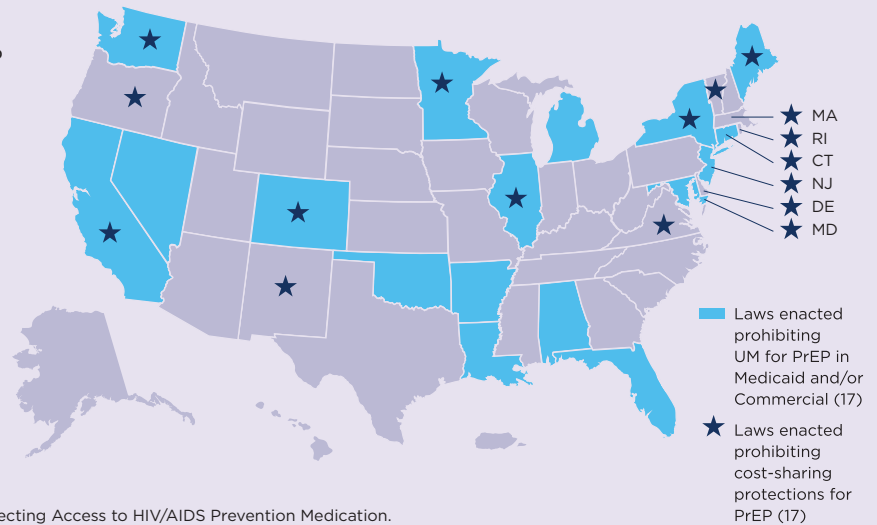 MA
RI
CT
NJ
DE
MD
Laws enacted
prohibiting
UM for PrEP in
Medicaid and/or
Commercial (17)
Laws enacted
prohibiting
cost-sharing
protections for
PrEP (17)
ecting Access to HIV/AIDS Prevention Medication.